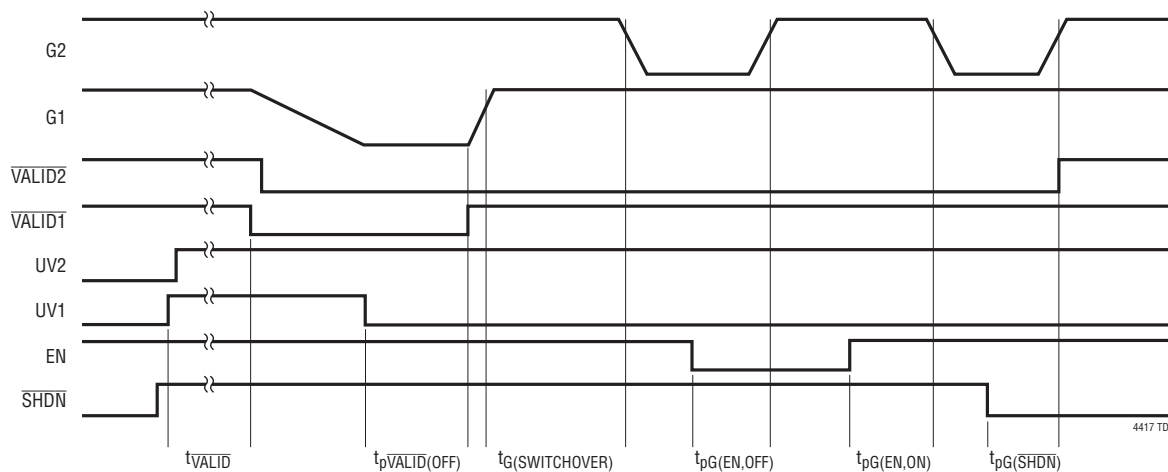 G2
G1
VALID2
VALID1
UV2
UV1
EN
SHDN
4417 TD
tVALID
tpVALID(OFF)
tG(SWITCHOVER)
tpG(EN,OFF)
tpG(EN,ON)
tpG(SHDN)